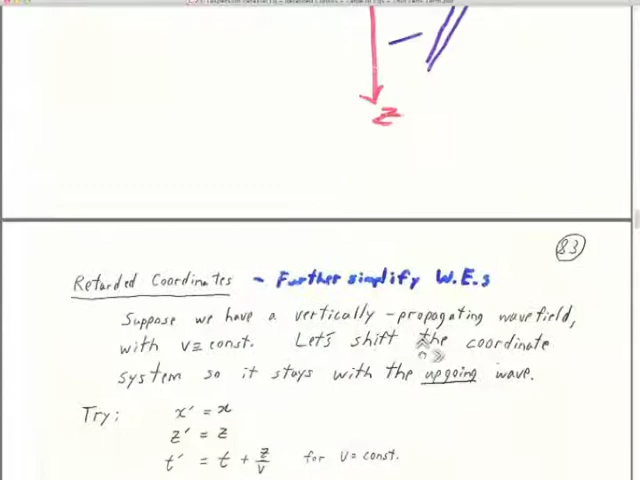 z
83
Retarded Coordinates - Further simplify W.E.s
Suppose we have a vertically-propagating wavefield,
with v≡const. Let's shift the coordinate
system so it stays with the upgoing wave.
Try: x' = x
z' = z
t' = t + z/v for v=const.